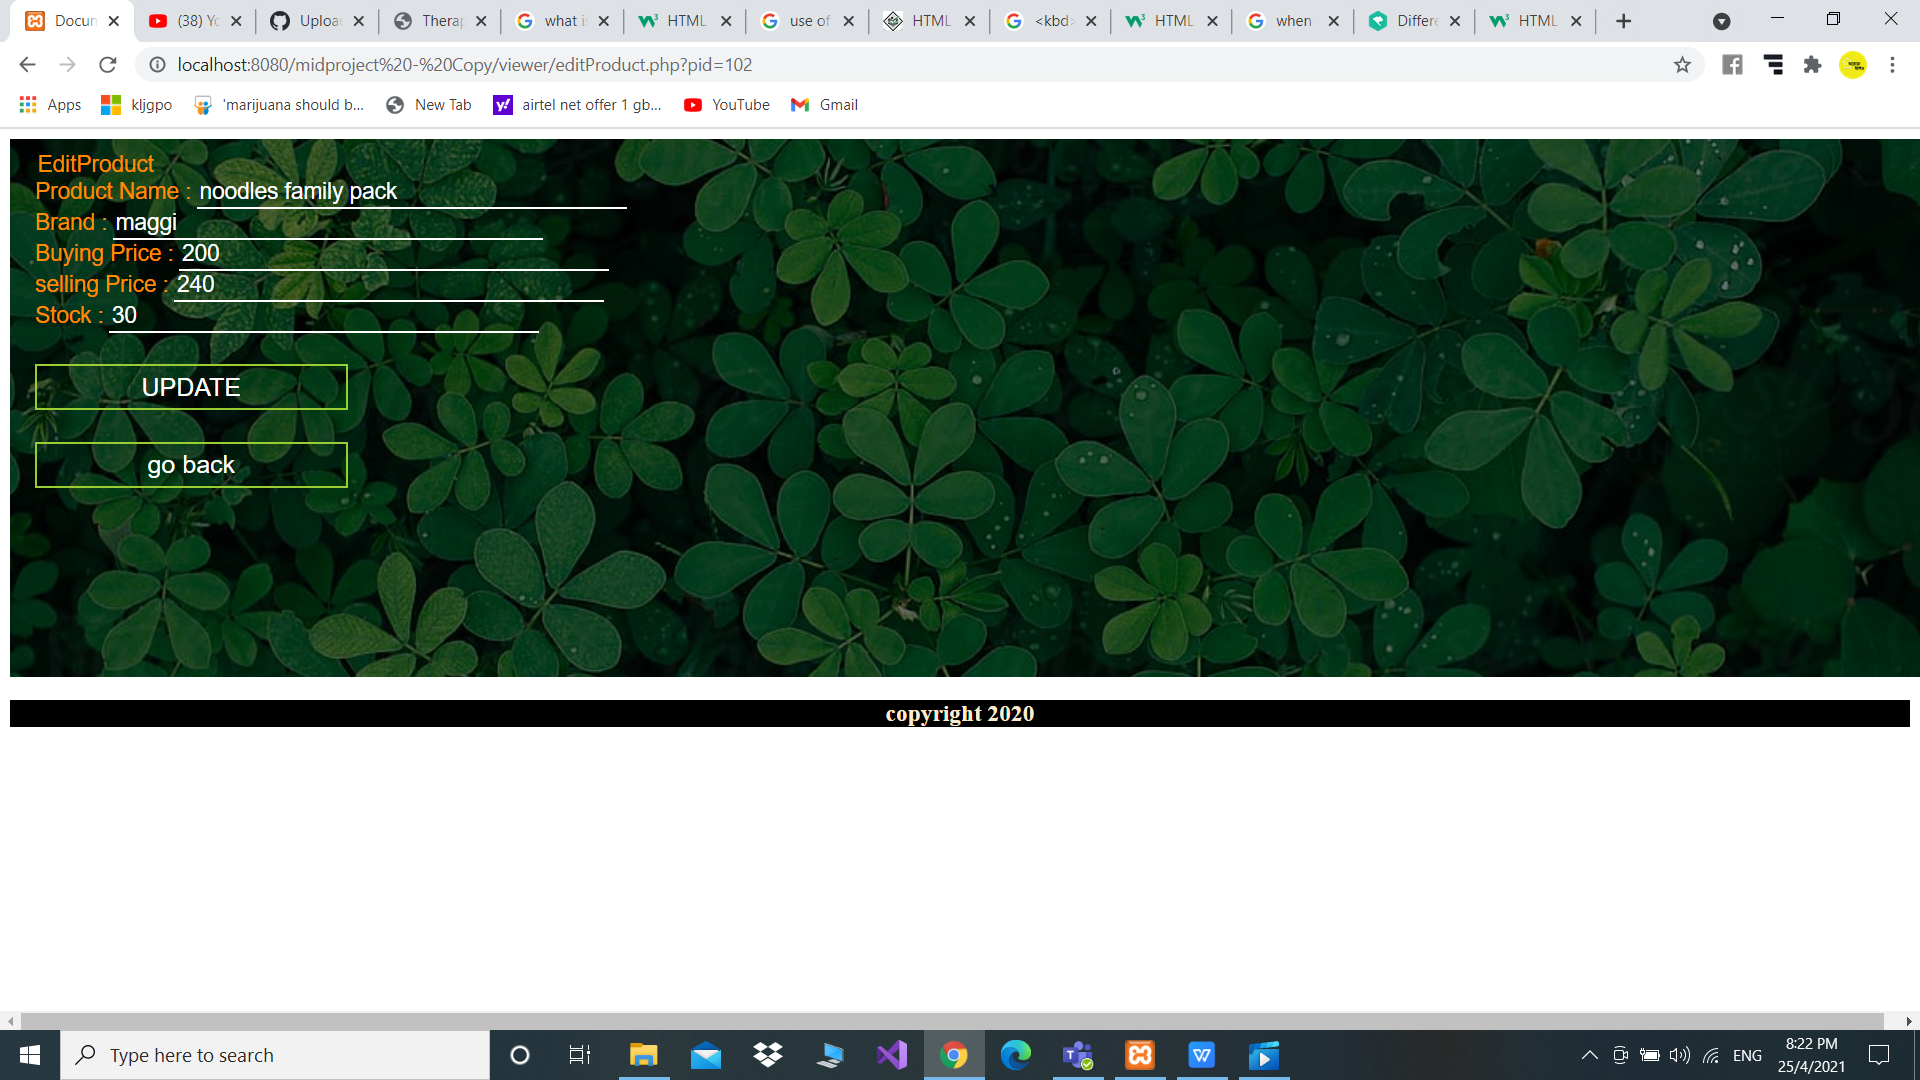 Docun
(38) Yo
Uploa
Therap
what i
HTML
use of
HTML
<kbd>
HTML
when
Differe
HTML
localhost:8080/midproject%20-%20Copy/viewer/editProduct.php?pid=102
Apps
kljgpo
'marijuana should b...
New Tab
airtel net offer 1 gb...
YouTube
Gmail
EditProduct
Product Name : noodles family pack
Brand : maggi
Buying Price : 200
selling Price : 240
Stock : 30
UPDATE
go back
copyright 2020
Type here to search
ENG
8:22 PM
25/4/2021